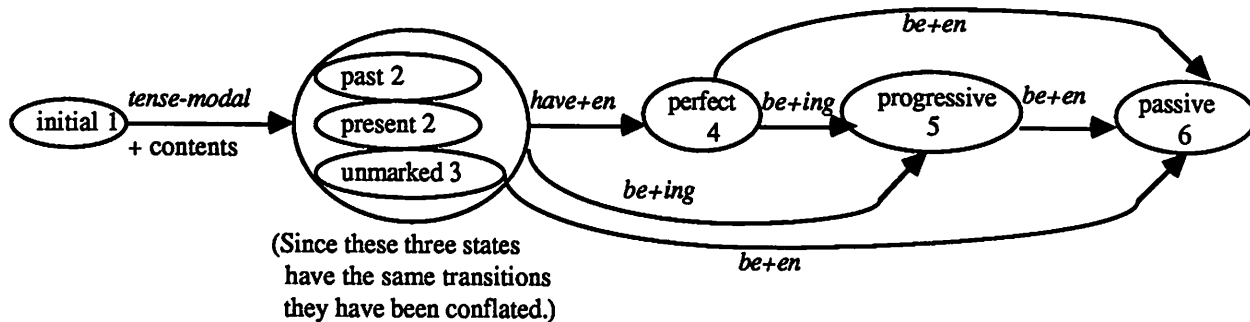 be+en
past 2
tense-modal
have+en
perfect
be+ing
progressive
be+en
passive
initial 1
present 2
4
5
6
+ contents
unmarked 3
be+ing
(Since these three states
be+en
have the same transitions
they have been conflated.)